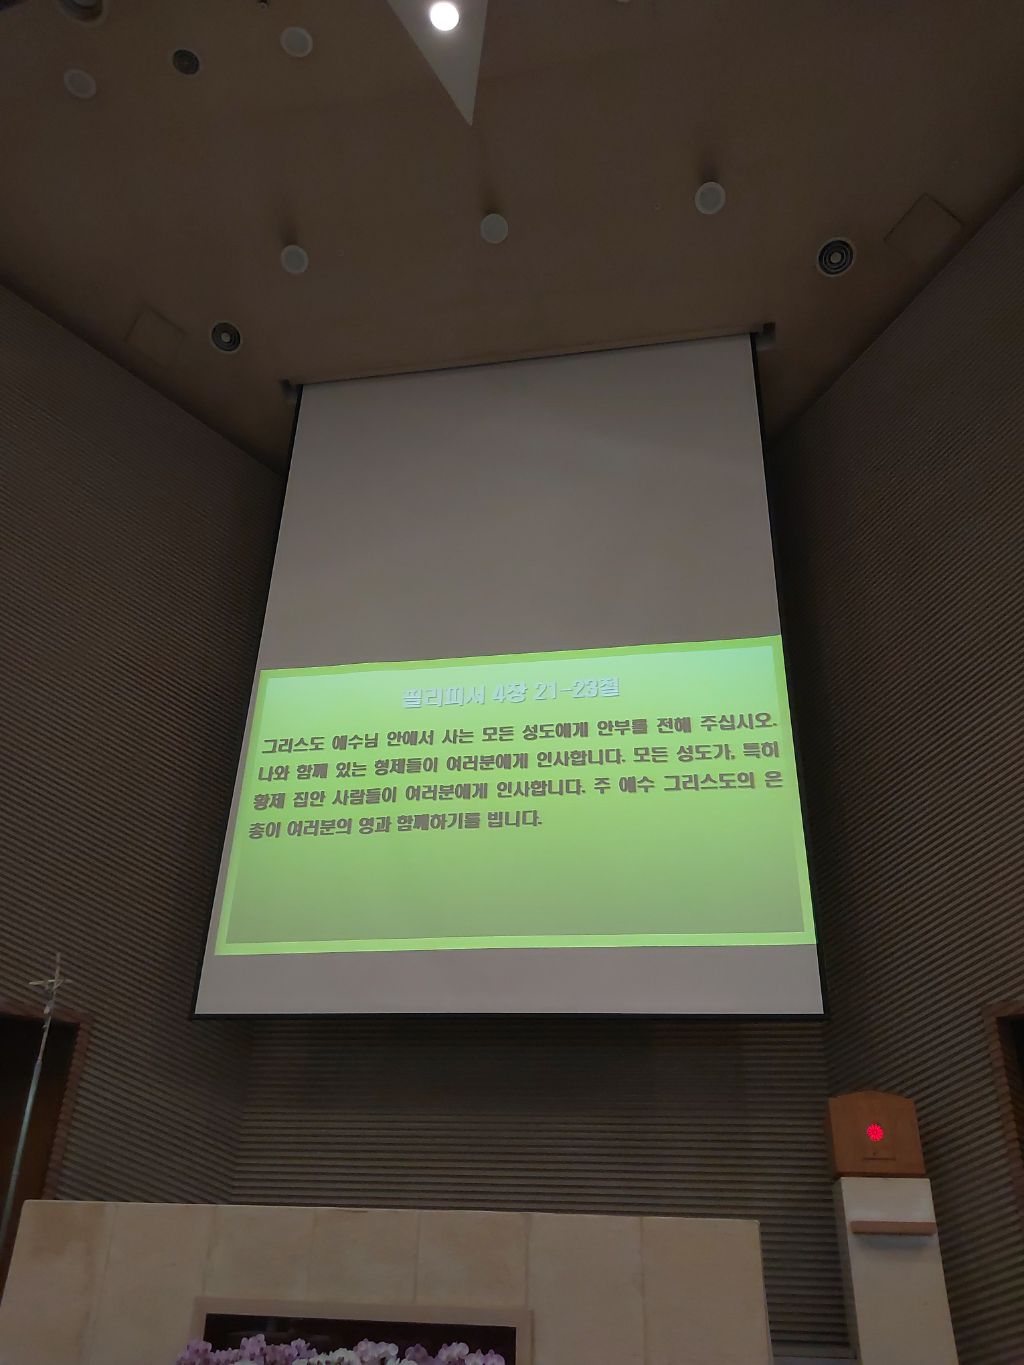 필리피서 4장 21-23절
그리스도 예수님 안에서 사는 모든 성도에게 안부를 전해 주십시오.
나와 함께 있는 형제들이 여러분에게 인사합니다. 모든 성도가, 특히
황제 집안 사람들이 여러분에게 인사합니다. 주 예수 그리스도의 은
총이 여러분의 영과 함께하기를 빕니다.